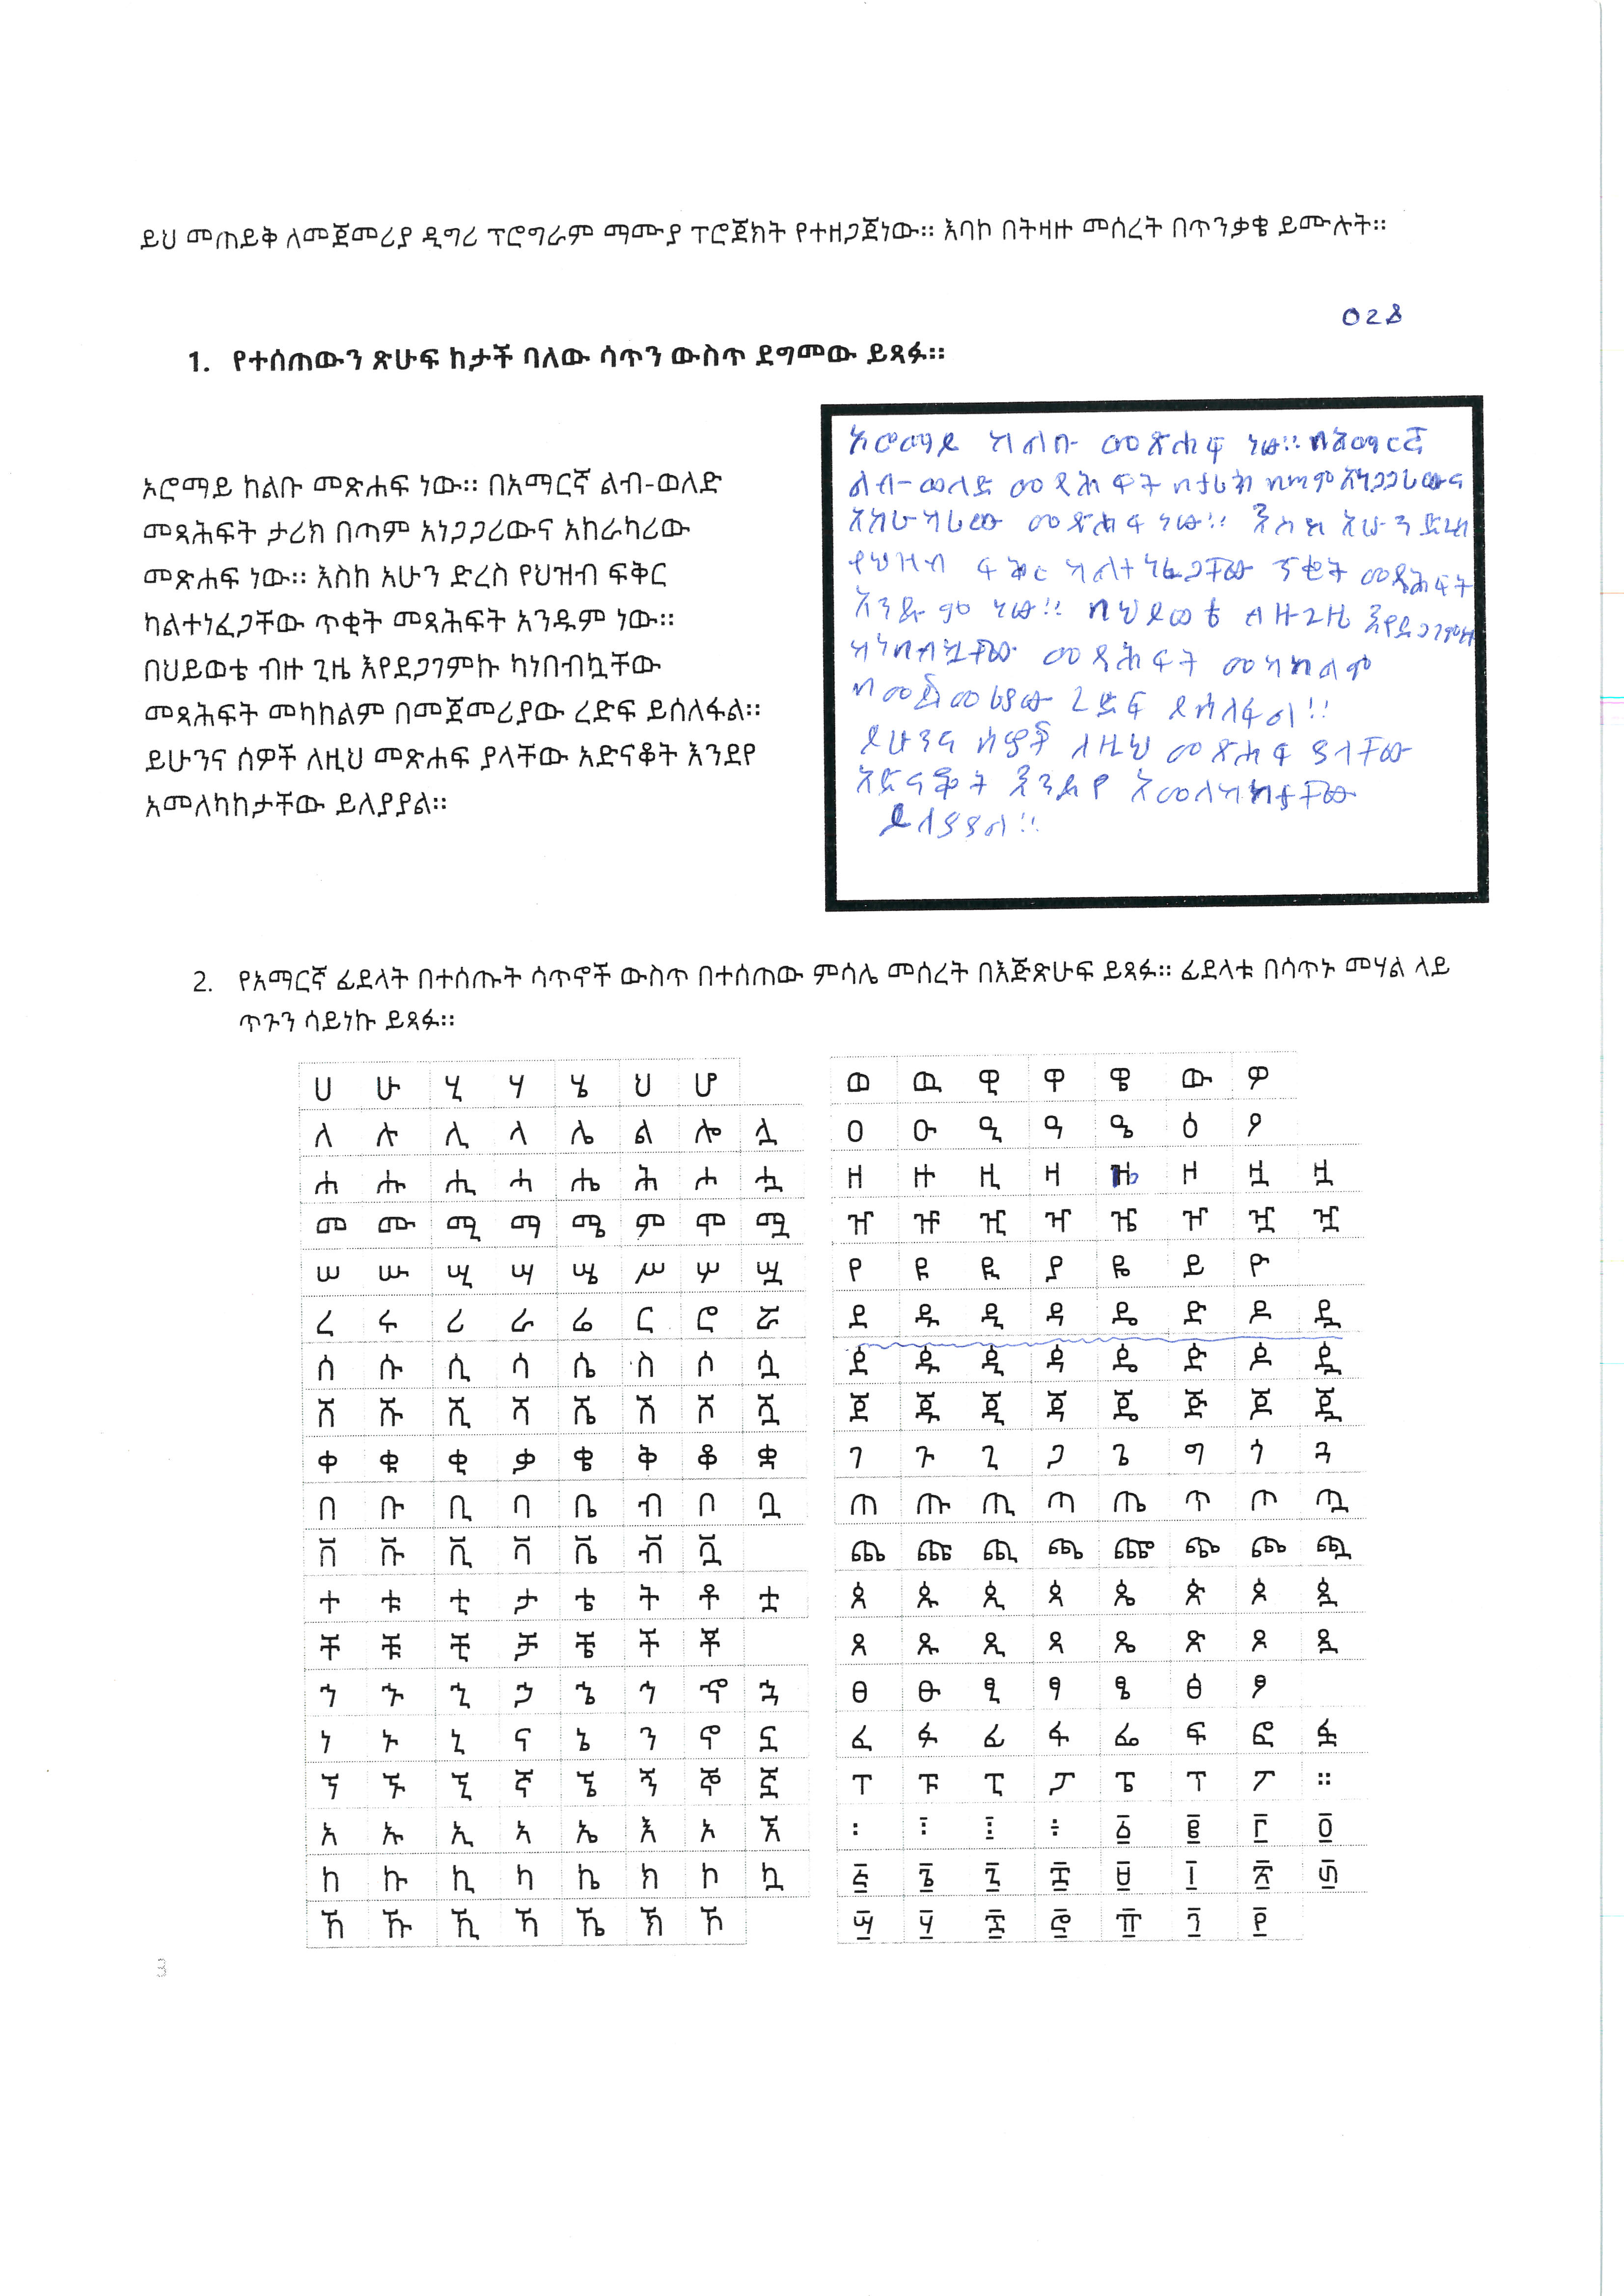 ይህ መጠይቅ ለመጀመሪያ ዲግሪ ፕሮግራም ማሙያ ፕሮጀክት የተዘጋጀነው። እባኮ በትዛዙ መሰረት በጥንቃቄ ይሙሉት።
028
1. የተሰጠውን ጽሁፍ ከታች ባለው ሳጥን ውስጥ ደግመው ይጻፉ።
ኦሮማይ ከልቡ መጽሐፍ ነው። በአማርኛ ልብ-ወለድ
መጻሕፍት ታሪክ በጣም አነጋጋሪውና አከራካሪው
መጽሐፍ ነው። እስከ አሁን ድረስ የህዝብ ፍቅር
ካልተነፈጋቸው ጥቂት መጻሕፍት አንዱም ነው።
በህይወቴ ብዙ ጊዜ እየደጋገምኩ ካነበብኳቸው
መጻሕፍት መካከልም በመጀመሪያው ረድፍ ይሰለፋል።
ይሁንና ሰዎች ለዚህ መጽሐፍ ያላቸው አድናቆት እንደየ
አመለካከታቸው ይለያያል።
ኦሮማይ ከልቡ መጽሐፍ ነው። በአማርኛ
ልብ-ወለድ መጻሕፍት በታሪክ በጣም አነጋጋሪውና
አከራካሪው መጽሐፍ ነው። እስከ አሁን ድረስ
የህዝብ ፍቅር ካልተነፈጋቸው ጥቂት መጻሕፍት
አንዱም ነው። በህይወቴ ብዙ ጊዜ እየደጋገምኩ
ካነበብኳቸው መጻሕፍት መካከልም
በመጀመሪያው ረድፍ ይሰለፋል።
ይሁንና ሰዎች ለዚህ መጽሐፍ ያላቸው
አድናቆት እንደየ አመለካከታቸው
ይለያያል።
2. የአማርኛ ፊደላት በተሰጡት ሳጥኖች ውስጥ በተሰጠው ምሳሌ መሰረት በእጅጽሁፍ ይጻፉ። ፊደላቱ በሳጥኑ መሃል ላይ
ጥጉን ሳይነኩ ይጻፉ።
ሀ ሁ ሂ ሃ ሄ ህ ሆ
ለ ሉ ሊ ላ ሌ ል ሎ ሏ
ሐ ሑ ሒ ሓ ሔ ሕ ሖ ሗ
መ ሙ ሚ ማ ሜ ም ሞ ሟ
ሠ ሡ ሢ ሣ ሤ ሥ ሦ ሧ
ረ ሩ ሪ ራ ሬ ር ሮ ሯ
ሰ ሱ ሲ ሳ ሴ ስ ሶ ሷ
ሸ ሹ ሺ ሻ ሼ ሽ ሾ ሿ
ቀ ቁ ቂ ቃ ቄ ቅ ቆ ቋ
በ ቡ ቢ ባ ቤ ብ ቦ ቧ
ቨ ቩ ቪ ቫ ቬ ቭ ቯ
ተ ቱ ቲ ታ ቴ ት ቶ ቷ
ቸ ቹ ቺ ቻ ቼ ች ቾ
ኀ ኁ ኂ ኃ ኄ ኅ ኆ ኋ
ነ ኑ ኒ ና ኔ ን ኖ ኗ
ኘ ኙ ኚ ኛ ኜ ኝ ኞ ኟ
አ ኡ ኢ ኣ ኤ እ ኦ ኧ
ከ ኩ ኪ ካ ኬ ክ ኮ ኳ
ኸ ኹ ኺ ኻ ኼ ኽ ኾ
ወ ዉ ዊ ዋ ዌ ው ዎ
ዐ ዑ ዒ ዓ ዔ ዕ ዖ
ዘ ዙ ዚ ዛ ዜ ዞ ዟ ዟ
ዠ ዡ ዢ ዣ ዤ ዠ ዧ ዧ
የ ዩ ዪ ያ ዬ ይ ዮ
ደ ዱ ዲ ዳ ዴ ድ ዶ ዷ
ዸ ዹ ዺ ዻ ዼ ዽ ዾ ዿ
ጀ ጁ ጂ ጃ ጄ ጅ ጆ ጇ
ገ ጉ ጊ ጋ ጌ ግ ጎ ጓ
ጠ ጡ ጢ ጣ ጤ ጥ ጦ ጧ
ጨ ጩ ጪ ጫ ጬ ጭ ጮ ጯ
ጰ ጱ ጲ ጳ ጴ ጵ ጶ ጷ
ጸ ጹ ጺ ጻ ጼ ጽ ጾ ጿ
ፀ ፁ ፂ ፃ ፄ ፅ ፆ
ፈ ፉ ፊ ፋ ፌ ፍ ፎ ፏ
ፐ ፑ ፒ ፓ ፔ ፕ ፖ ።
፡ ፧ ፨ ፥ ፩ ፪ ፫ ፬
፭ ፮ ፯ ፰ ፱ ፲ ፳ ፴
፵ ፶ ፷ ፸ ፹ ፺ ፻
3